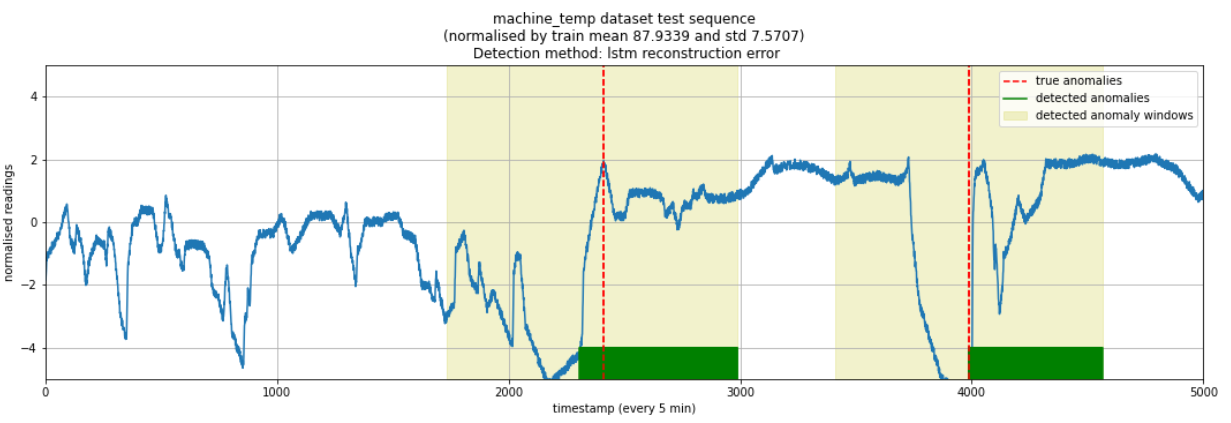 machine_temp dataset test sequence
(normalised by train mean 87.9339 and std 7.5707)
Detection method: lstm reconstruction error
normalised readings
4
2
0
−2
−4
true anomalies
detected anomalies
detected anomaly windows
0
1000
2000
3000
4000
5000
timestamp (every 5 min)